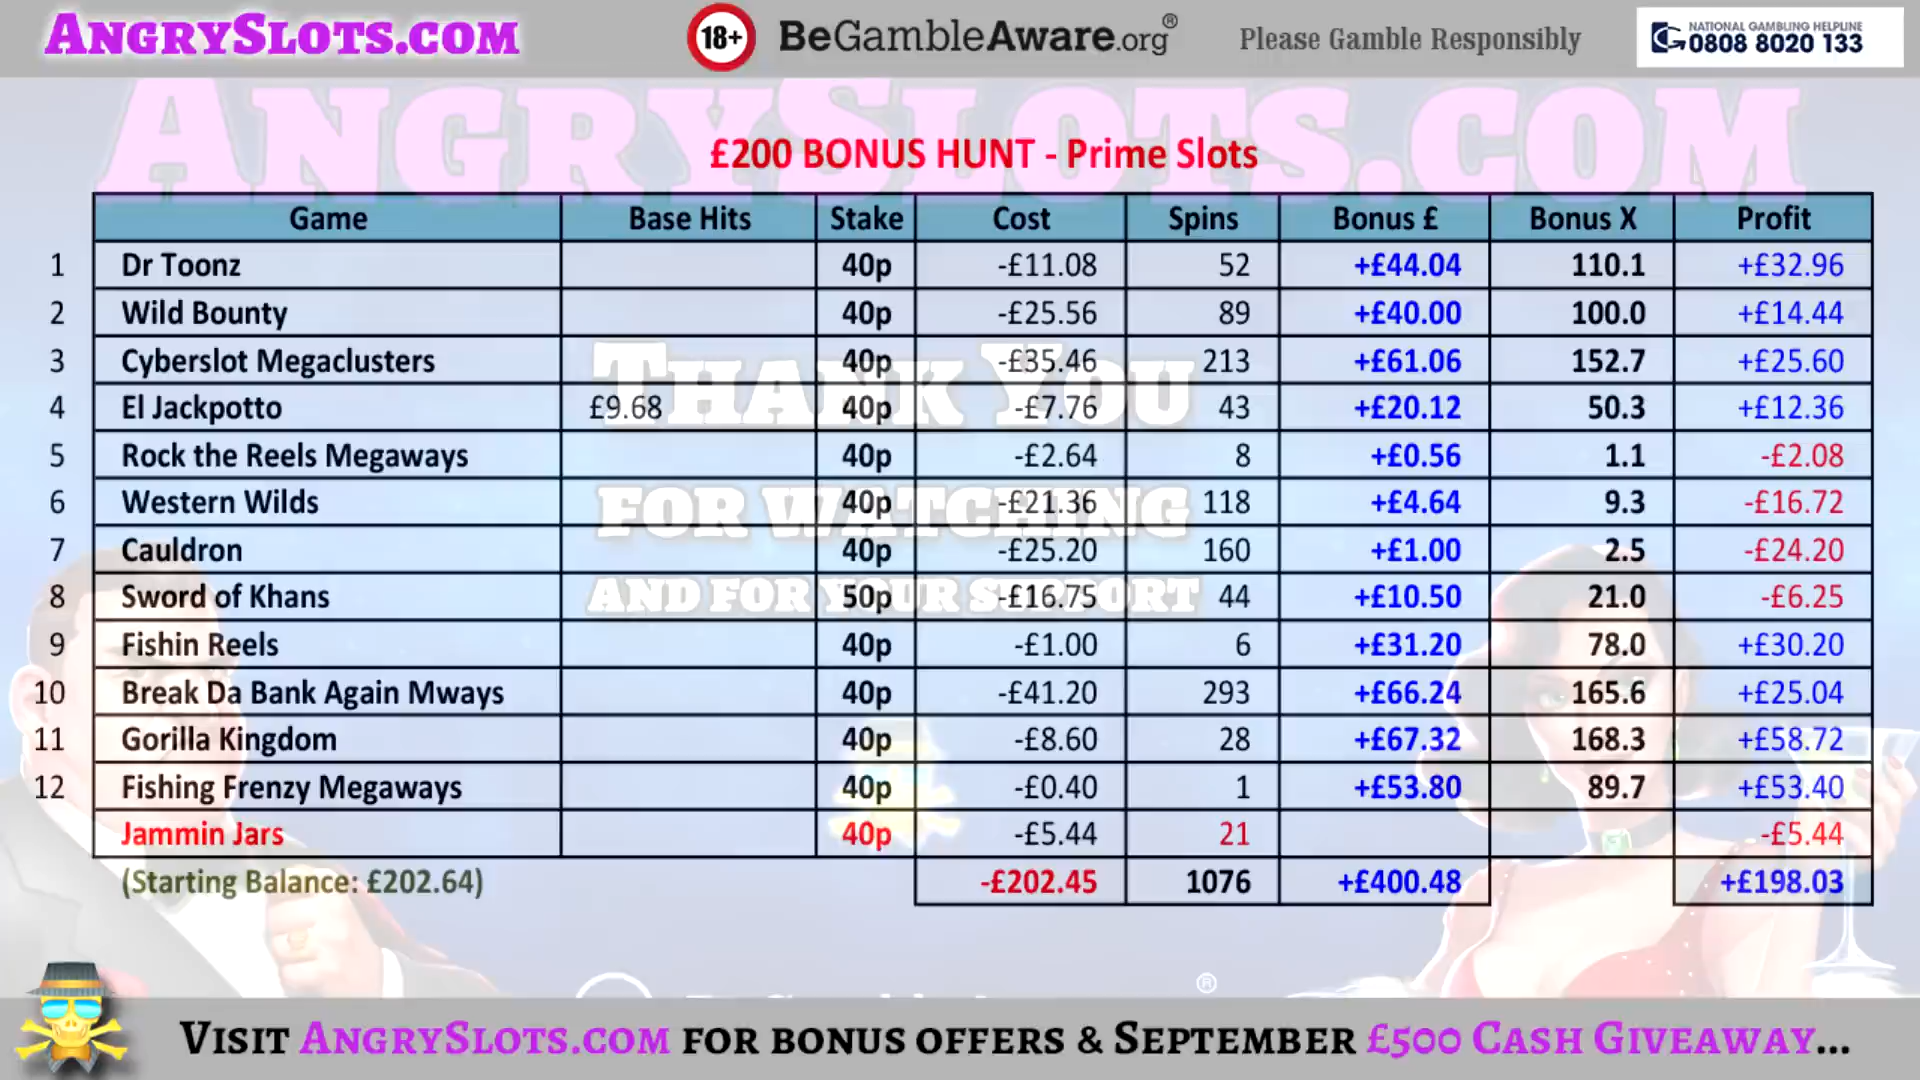 AngrySlots.com 18+ BeGambleAware.org® Please Gamble Responsibly NATIONAL GAMBLING HELPLINE
0808 8020 133
AngrySlots.com
£200 BONUS HUNT - Prime Slots
Game Base Hits Stake Cost Spins Bonus £ Bonus X Profit
1 Dr Toonz 40p -£11.08 52 +£44.04 110.1 +£32.96
2 Wild Bounty 40p -£25.56 89 +£40.00 100.0 +£14.44
3 Cyberslot Megaclusters 40p -£35.46 213 +£61.06 152.7 +£25.60
Thank You
4 El Jackpotto £9.68 40p -£7.76 43 +£20.12 50.3 +£12.36
5 Rock the Reels Megaways 40p -£2.64 8 +£0.56 1.1 -£2.08
6 Western Wilds 40p -£21.36 118 +£4.64 9.3 -£16.72
for watching
7 Cauldron 40p -£25.20 160 +£1.00 2.5 -£24.20
8 Sword of Khans 50p -£16.75 44 +£10.50 21.0 -£6.25
and for your support
9 Fishin Reels 40p -£1.00 6 +£31.20 78.0 +£30.20
10 Break Da Bank Again Mways 40p -£41.20 293 +£66.24 165.6 +£25.04
11 Gorilla Kingdom 40p -£8.60 28 +£67.32 168.3 +£58.72
12 Fishing Frenzy Megaways 40p -£0.40 1 +£53.80 89.7 +£53.40
Jammin Jars 40p -£5.44 21 -£5.44
(Starting Balance: £202.64) -£202.45 1076 +£400.48 +£198.03
®
Visit AngrySlots.com for bonus offers & September £500 Cash Giveaway...